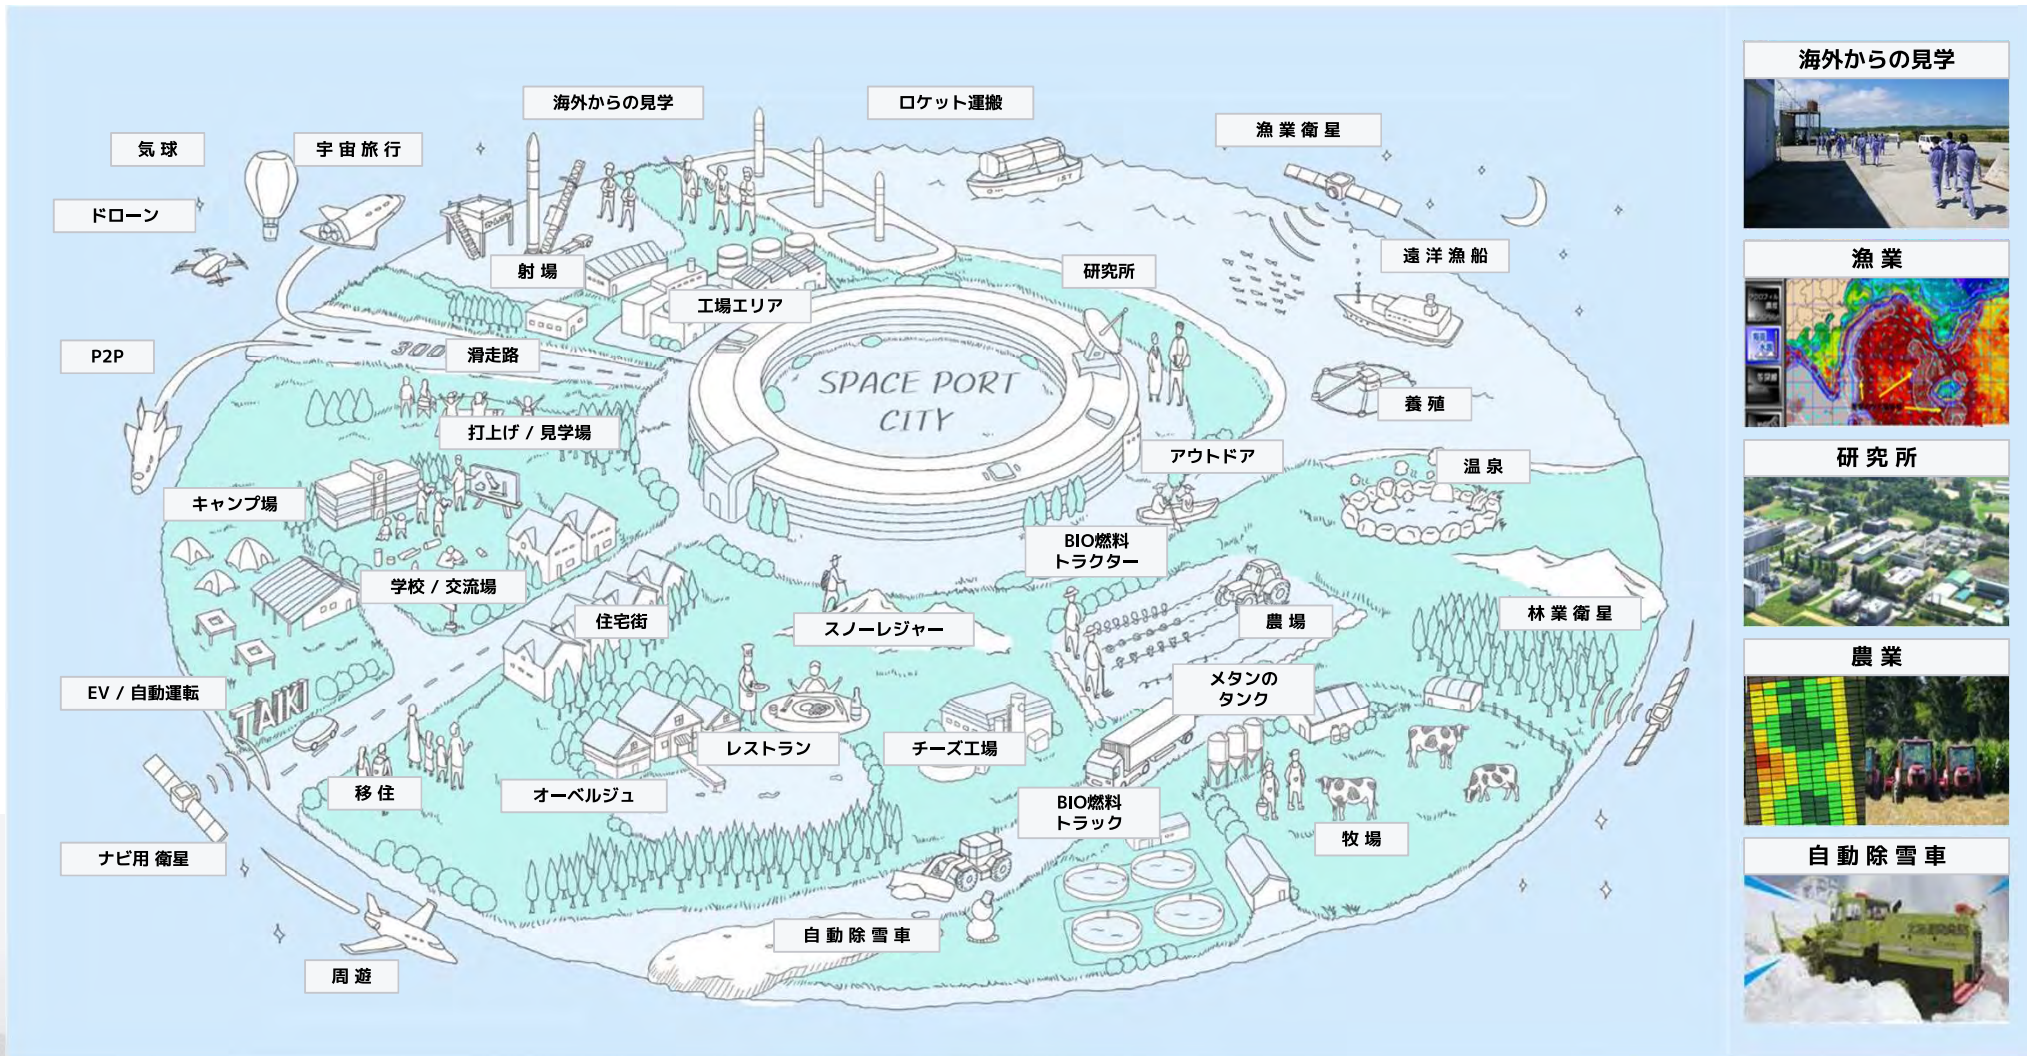 海外からの見学
ロケット運搬
漁業衛星
気球
宇宙旅行
ドローン
射場
工場エリア
研究所
遠洋漁船
P2P
300
滑走路
SPACE PORT
CITY
養殖
打上げ / 見学場
アウトドア
温泉
キャンプ場
BIO燃料
トラクター
学校 / 交流場
住宅街
スノーレジャー
農場
林業衛星
EV / 自動運転
TAIKI
メタンの
タンク
レストラン
チーズ工場
移住
オーベルジュ
BIO燃料
トラック
牧場
ナビ用 衛星
自動除雪車
周遊
IST
海外からの見学
漁業
研究所
農業
自動除雪車